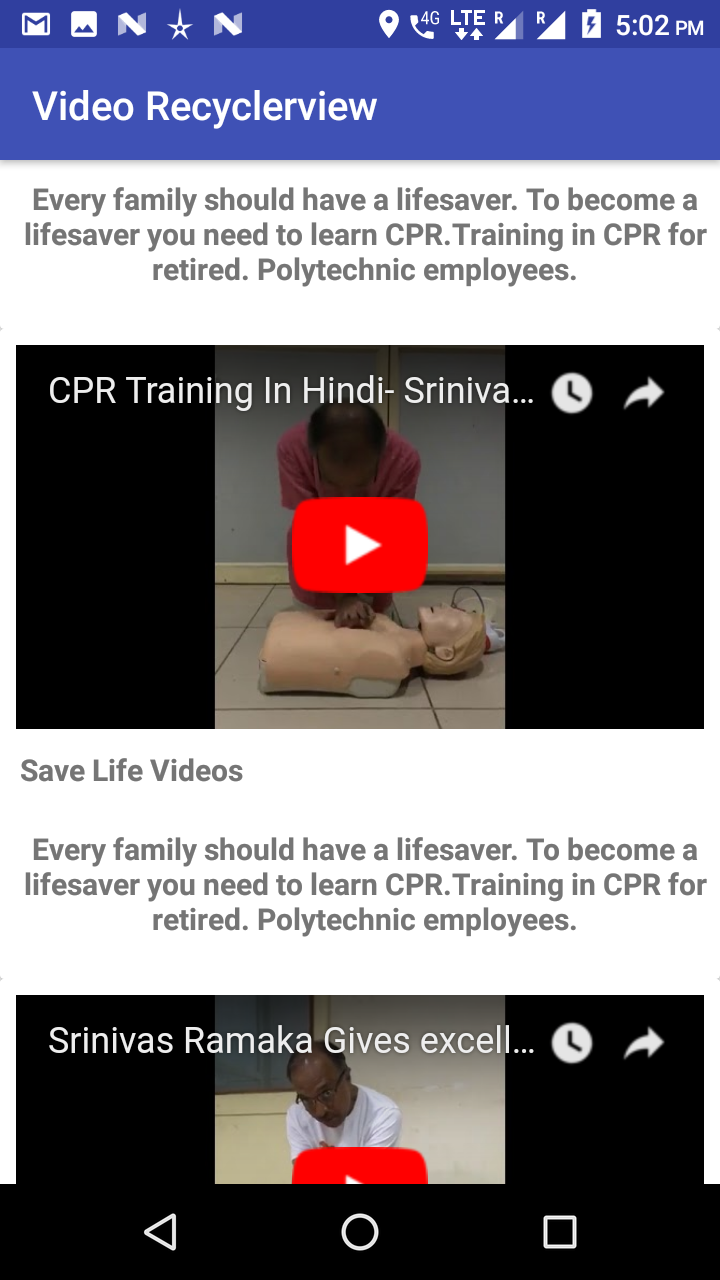 4G LTE R R 5:02 PM
Video Recyclerview
Every family should have a lifesaver. To become a
lifesaver you need to learn CPR.Training in CPR for
retired. Polytechnic employees.
CPR Training In Hindi- Sriniva...
Save Life Videos
Every family should have a lifesaver. To become a
lifesaver you need to learn CPR.Training in CPR for
retired. Polytechnic employees.
Srinivas Ramaka Gives excell...